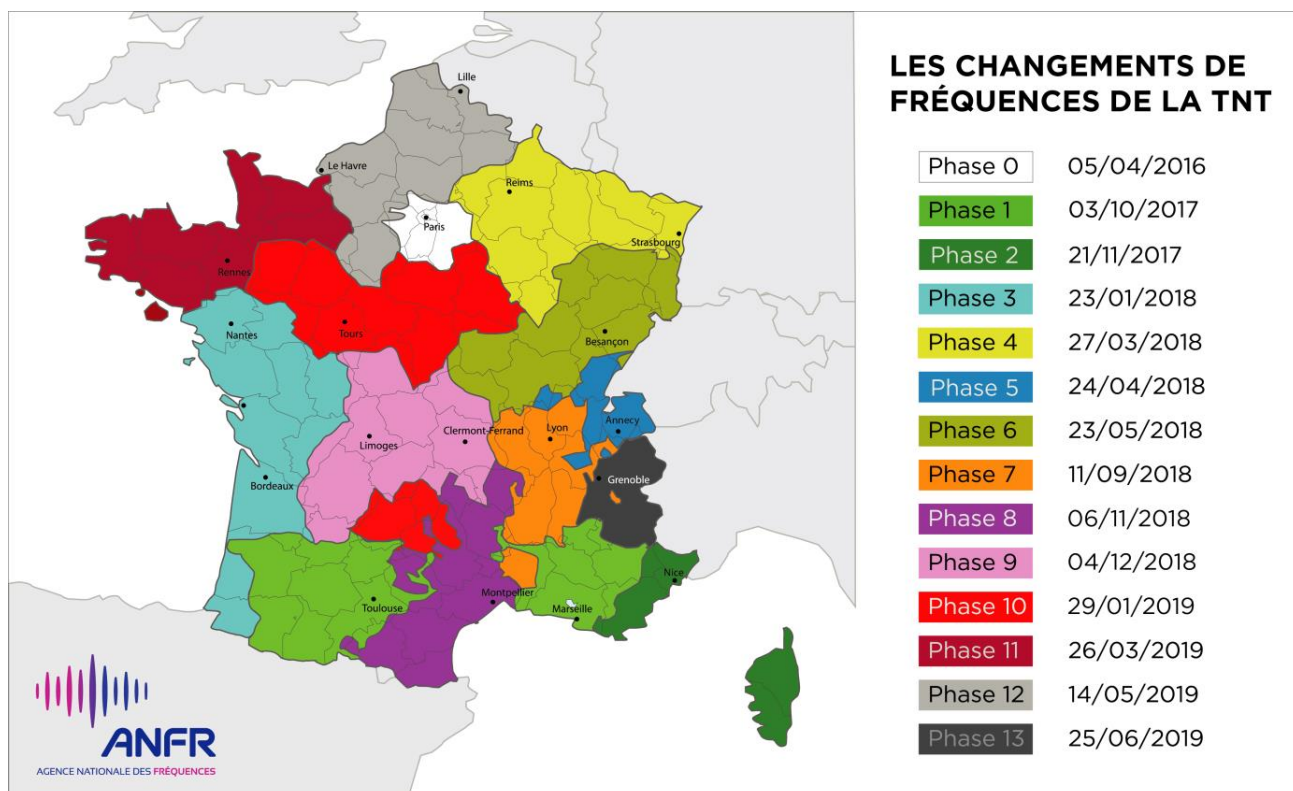 LES CHANGEMENTS DE
FRÉQUENCES DE LA TNT
Phase 0 05/04/2016
Phase 1 03/10/2017
Phase 2 21/11/2017
Phase 3 23/01/2018
Phase 4 27/03/2018
Phase 5 24/04/2018
Phase 6 23/05/2018
Phase 7 11/09/2018
Phase 8 06/11/2018
Phase 9 04/12/2018
Phase 10 29/01/2019
Phase 11 26/03/2019
Phase 12 14/05/2019
Phase 13 25/06/2019
Lille
Le Havre
Reims
Paris
Strasbourg
Rennes
Nantes
Tours
Besançon
Annecy
Limoges
Clermont-Ferrand
Lyon
Bordeaux
Grenoble
Nice
Toulouse
Montpellier
Marseille
ANFR
AGENCE NATIONALE DES FRÉQUENCES